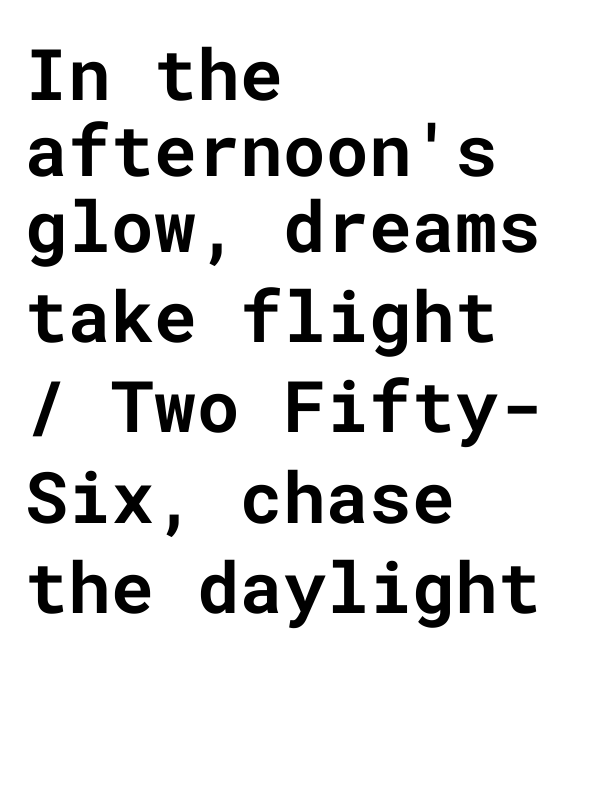 In the
afternoon's
glow, dreams
take flight
/ Two Fifty-
Six, chase
the daylight